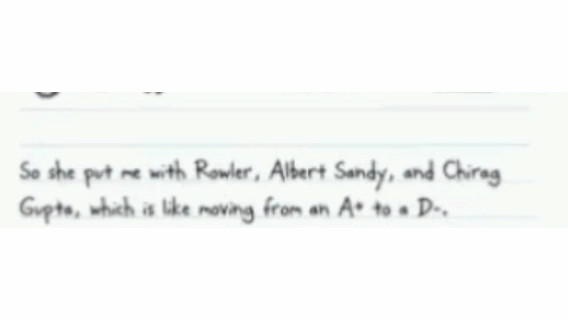 So she put me with Rowler, Albert Sandy, and Chirag
Gupta, which is like moving from an A+ to a D-.